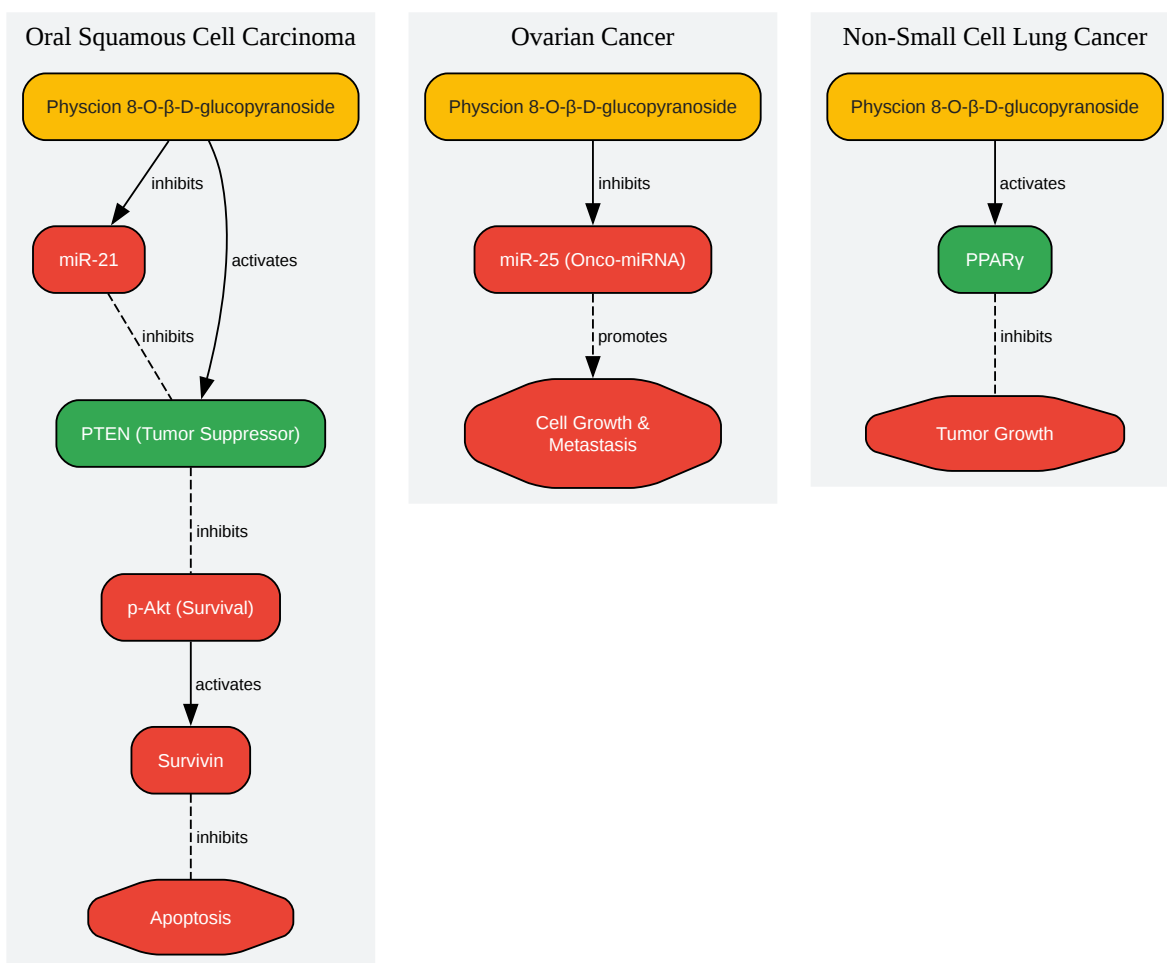 Oral Squamous Cell Carcinoma
Physcion 8-O-β-D-glucopyranoside
inhibits
miR-21
activates
inhibits
PTEN (Tumor Suppressor)
inhibits
p-Akt (Survival)
activates
Survivin
inhibits
Apoptosis
Ovarian Cancer
Physcion 8-O-β-D-glucopyranoside
inhibits
miR-25 (Onco-miRNA)
promotes
Cell Growth &
Metastasis
Non-Small Cell Lung Cancer
Physcion 8-O-β-D-glucopyranoside
activates
PPARγ
inhibits
Tumor Growth